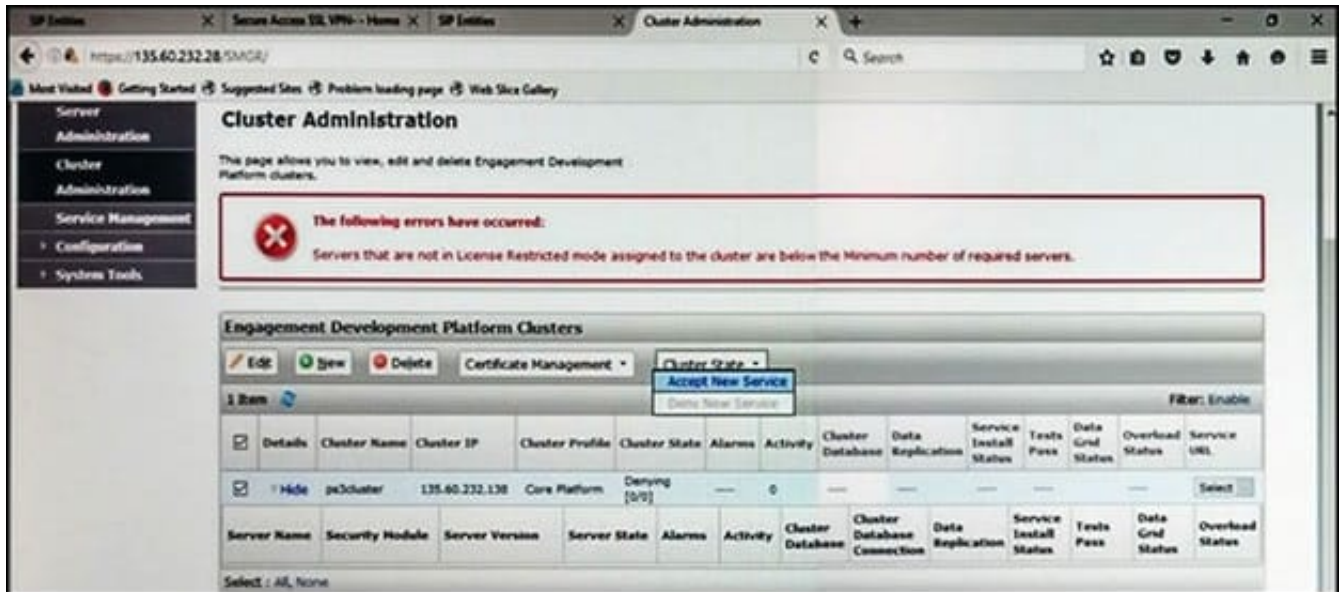 SIP Entities
Secure Access SSL VPN - Home
SIP Entities
Cluster Administration
https://135.60.232.28/SMGR/
Search
Most Visited
Getting Started
Suggested Sites
Problem loading page
Web Slice Gallery
Server
Administration
Cluster
Administration
Service Management
Configuration
System Tools
Cluster Administration
This page allows you to view, edit and delete Engagement Development
Platform clusters.
The following errors have occurred:
Servers that are not in License Restricted mode assigned to the cluster are below the Minimum number of required servers.
Engagement Development Platform Clusters
Edit New Delete Certificate Management Cluster State
Accept New Service
Deny New Service
1 Item
Filter: Enable
Details Cluster Name Cluster IP Cluster Profile Cluster State Alarms Activity Cluster Database Data Replication Service Install Status Tests Pass Data Grid Status Overload Status Service URL
Hide ps3cluster 135.60.232.138 Core Platform Denying [0/0] ---- 0 ---- ---- ---- ---- ---- Select
Server Name Security Module Server Version Server State Alarms Activity Cluster Database Cluster Database Connection Data Replication Service Install Status Tests Pass Data Grid Status Overload Status
Select : All, None